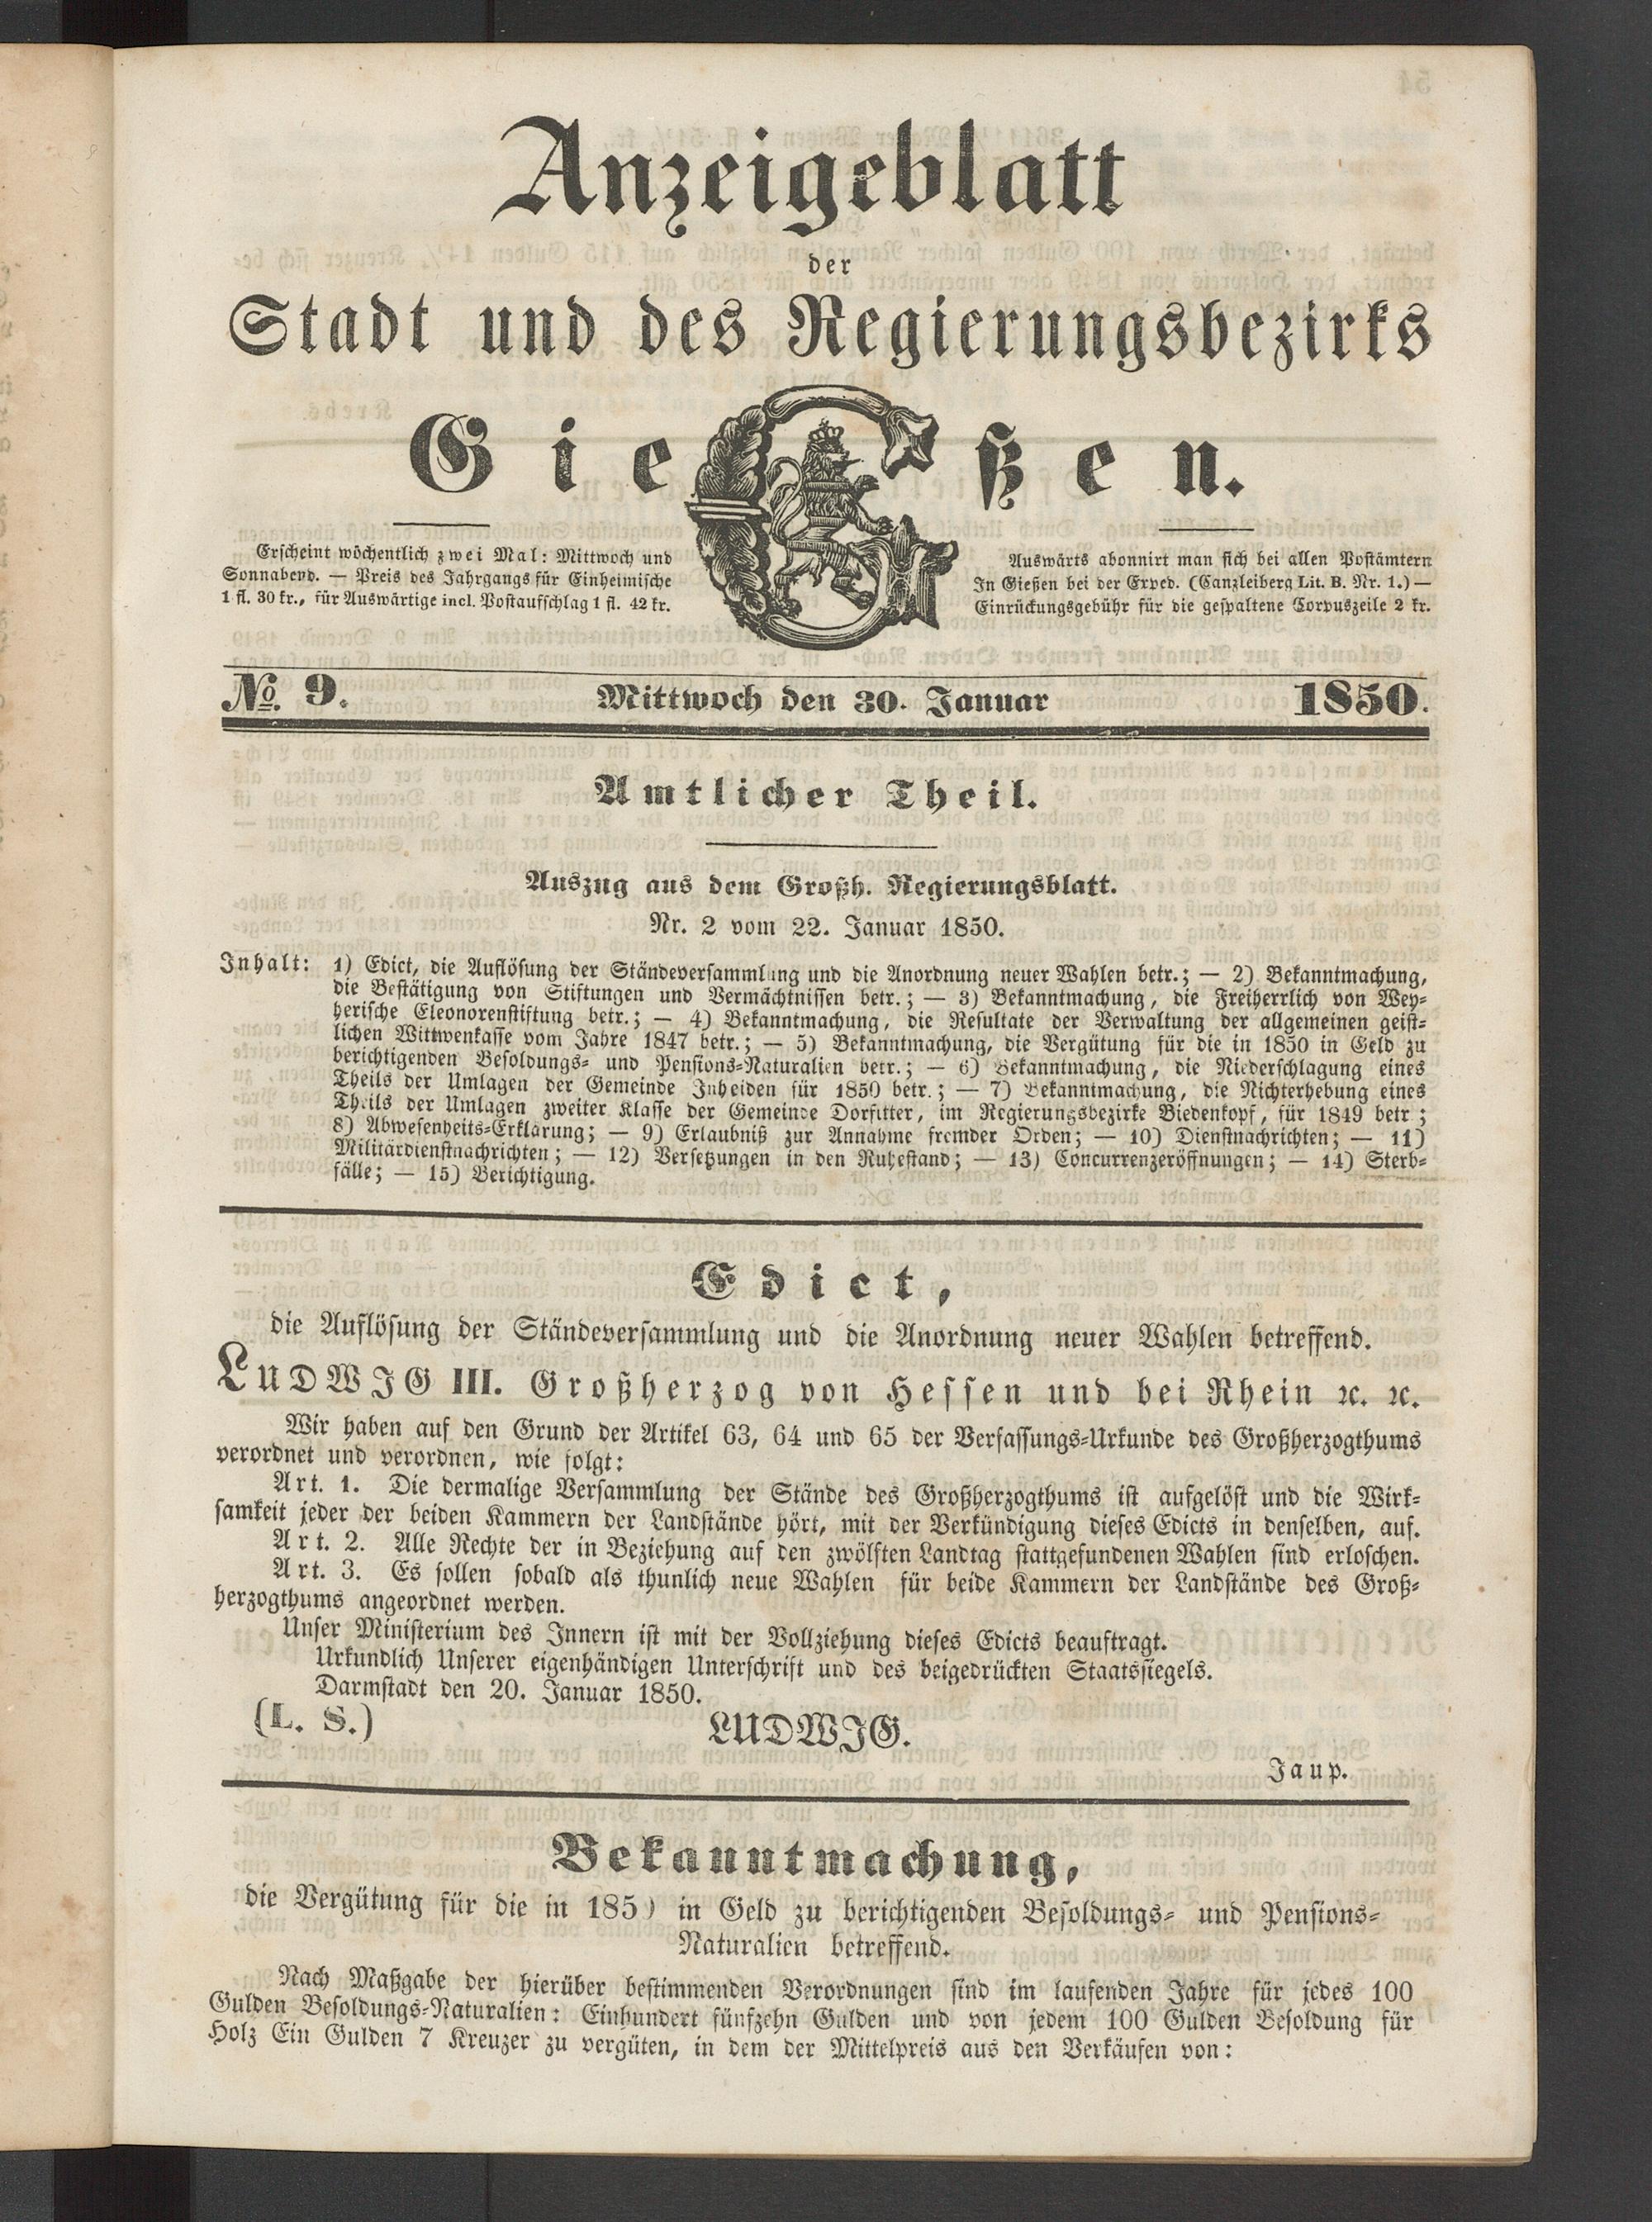 Anzeigeblatt
der
Stadt und des Regierungsbezirks
Gießen.
Erscheint wöchentlich zwei Mal: Mittwoch und
Sonnabend. — Preis des Jahrgangs für Einheimische
1 fl. 30 kr., für Auswärtige incl. Postaufschlag 1 fl. 42 kr.
Auswärts abonnirt man sich bei allen Postämtern
In Gießen bei der Exped. (Canzleiberg Lit. B. Nr. 1.) —
Einrückungsgebühr für die gespaltene Corpuszeile 2 kr.
No. 9. Mittwoch den 30. Januar 1850.
Amtlicher Theil.
Auszug aus dem Großh. Regierungsblatt.
Nr. 2 vom 22. Januar 1850.
Inhalt: 1) Edict, die Auflösung der Ständeversammlung und die Anordnung neuer Wahlen betr.; — 2) Bekanntmachung,
die Bestätigung von Stiftungen und Vermächtnissen betr.; — 3) Bekanntmachung, die Freiherrlich von Wey-
herische Eleonorenstiftung betr.; — 4) Bekanntmachung, die Resultate der Verwaltung der allgemeinen geist-
lichen Wittwenkasse vom Jahre 1847 betr.; — 5) Bekanntmachung, die Vergütung für die in 1850 in Geld zu
berichtigenden Besoldungs- und Pensions-Naturalien betr.; — 6) Bekanntmachung, die Niederschlagung eines
Theils der Umlagen der Gemeinde Inheiden für 1850 betr.; — 7) Bekanntmachung, die Nichterhebung eines
Theils der Umlagen zweiter Klasse der Gemeinde Dorfitter, im Regierungsbezirke Biedenkopf, für 1849 betr ;
8) Abwesenheits-Erklärung; — 9) Erlaubniß zur Annahme fremder Orden; — 10) Dienstnachrichten; — 11)
Militärdienstnachrichten; — 12) Versetzungen in den Ruhestand; — 13) Concurrenzeröffnungen; — 14) Sterb-
fälle; — 15) Berichtigung.
Edict,
die Auflösung der Ständeversammlung und die Anordnung neuer Wahlen betreffend.
LUDWIG III. Großherzog von Hessen und bei Rhein ꝛc. ꝛc.
Wir haben auf den Grund der Artikel 63, 64 und 65 der Verfassungs-Urkunde des Großherzogthums
verordnet und verordnen, wie folgt:
Art. 1. Die dermalige Versammlung der Stände des Großherzogthums ist aufgelöst und die Wirk-
samkeit jeder der beiden Kammern der Landstände hört, mit der Verkündigung dieses Edicts in denselben, auf.
Art. 2. Alle Rechte der in Beziehung auf den zwölften Landtag stattgefundenen Wahlen sind erloschen.
Art. 3. Es sollen sobald als thunlich neue Wahlen für beide Kammern der Landstände des Groß-
herzogthums angeordnet werden.
Unser Ministerium des Innern ist mit der Vollziehung dieses Edicts beauftragt.
Urkundlich Unserer eigenhändigen Unterschrift und des beigedrückten Staatssiegels.
Darmstadt den 20. Januar 1850.
(L. S.) LUDWIG.
Jaup.
Bekanntmachung,
die Vergütung für die in 1850 in Geld zu berichtigenden Besoldungs- und Pensions-
Naturalien betreffend.
Nach Maßgabe der hierüber bestimmenden Verordnungen sind im laufenden Jahre für jedes 100
Gulden Besoldungs-Naturalien: Einhundert fünfzehn Gulden und von jedem 100 Gulden Besoldung für
Holz Ein Gulden 7 Kreuzer zu vergüten, in dem der Mittelpreis aus den Verkäufen von: